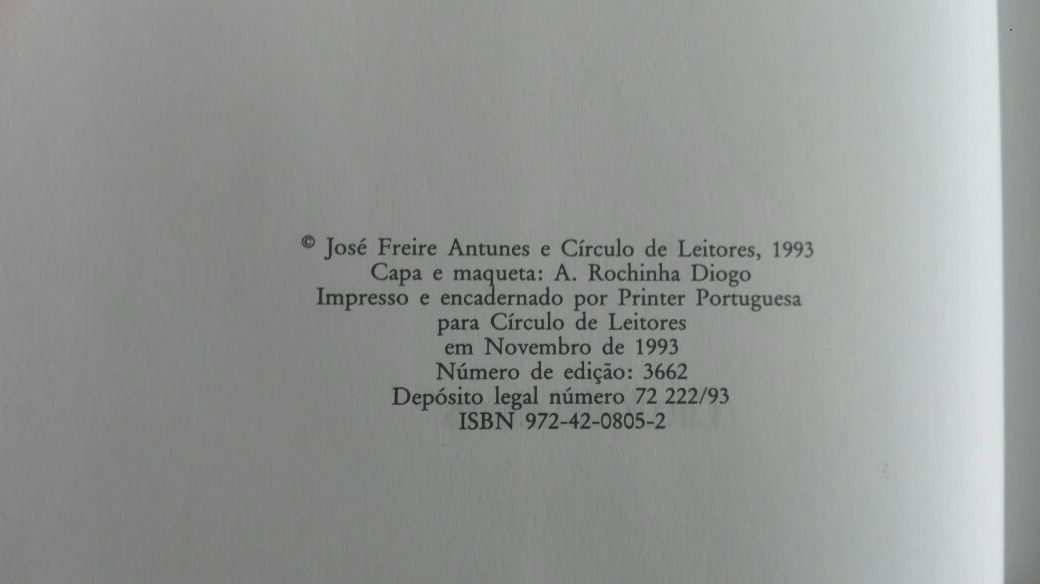 © José Freire Antunes e Círculo de Leitores, 1993
Capa e maqueta: A. Rochinha Diogo
Impresso e encadernado por Printer Portuguesa
para Círculo de Leitores
em Novembro de 1993
Número de edição: 3662
Depósito legal número 72 222/93
ISBN 972-42-0805-2